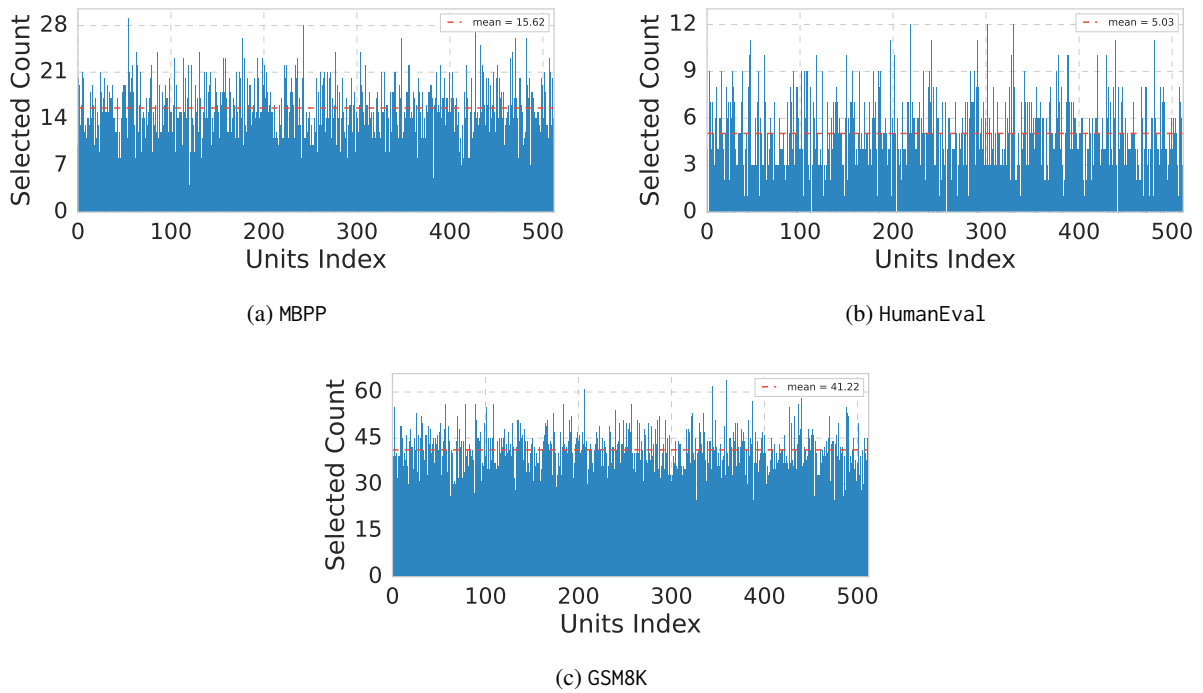 Selected Count
28
21
14
7
0
mean = 15.62
0 100 200 300 400 500
Units Index
(a) MBPP
Selected Count
12
9
6
3
0
mean = 5.03
0 100 200 300 400 500
Units Index
(b) HumanEval
Selected Count
60
45
30
15
0
mean = 41.22
0 100 200 300 400 500
Units Index
(c) GSM8K